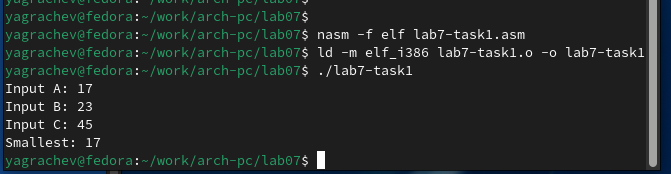 yagrachev@fedora:~/work/arch-pc/lab07$
yagrachev@fedora:~/work/arch-pc/lab07$ nasm -f elf lab7-task1.asm
yagrachev@fedora:~/work/arch-pc/lab07$ ld -m elf_i386 lab7-task1.o -o lab7-task1
yagrachev@fedora:~/work/arch-pc/lab07$ ./lab7-task1
Input A: 17
Input B: 23
Input C: 45
Smallest: 17
yagrachev@fedora:~/work/arch-pc/lab07$